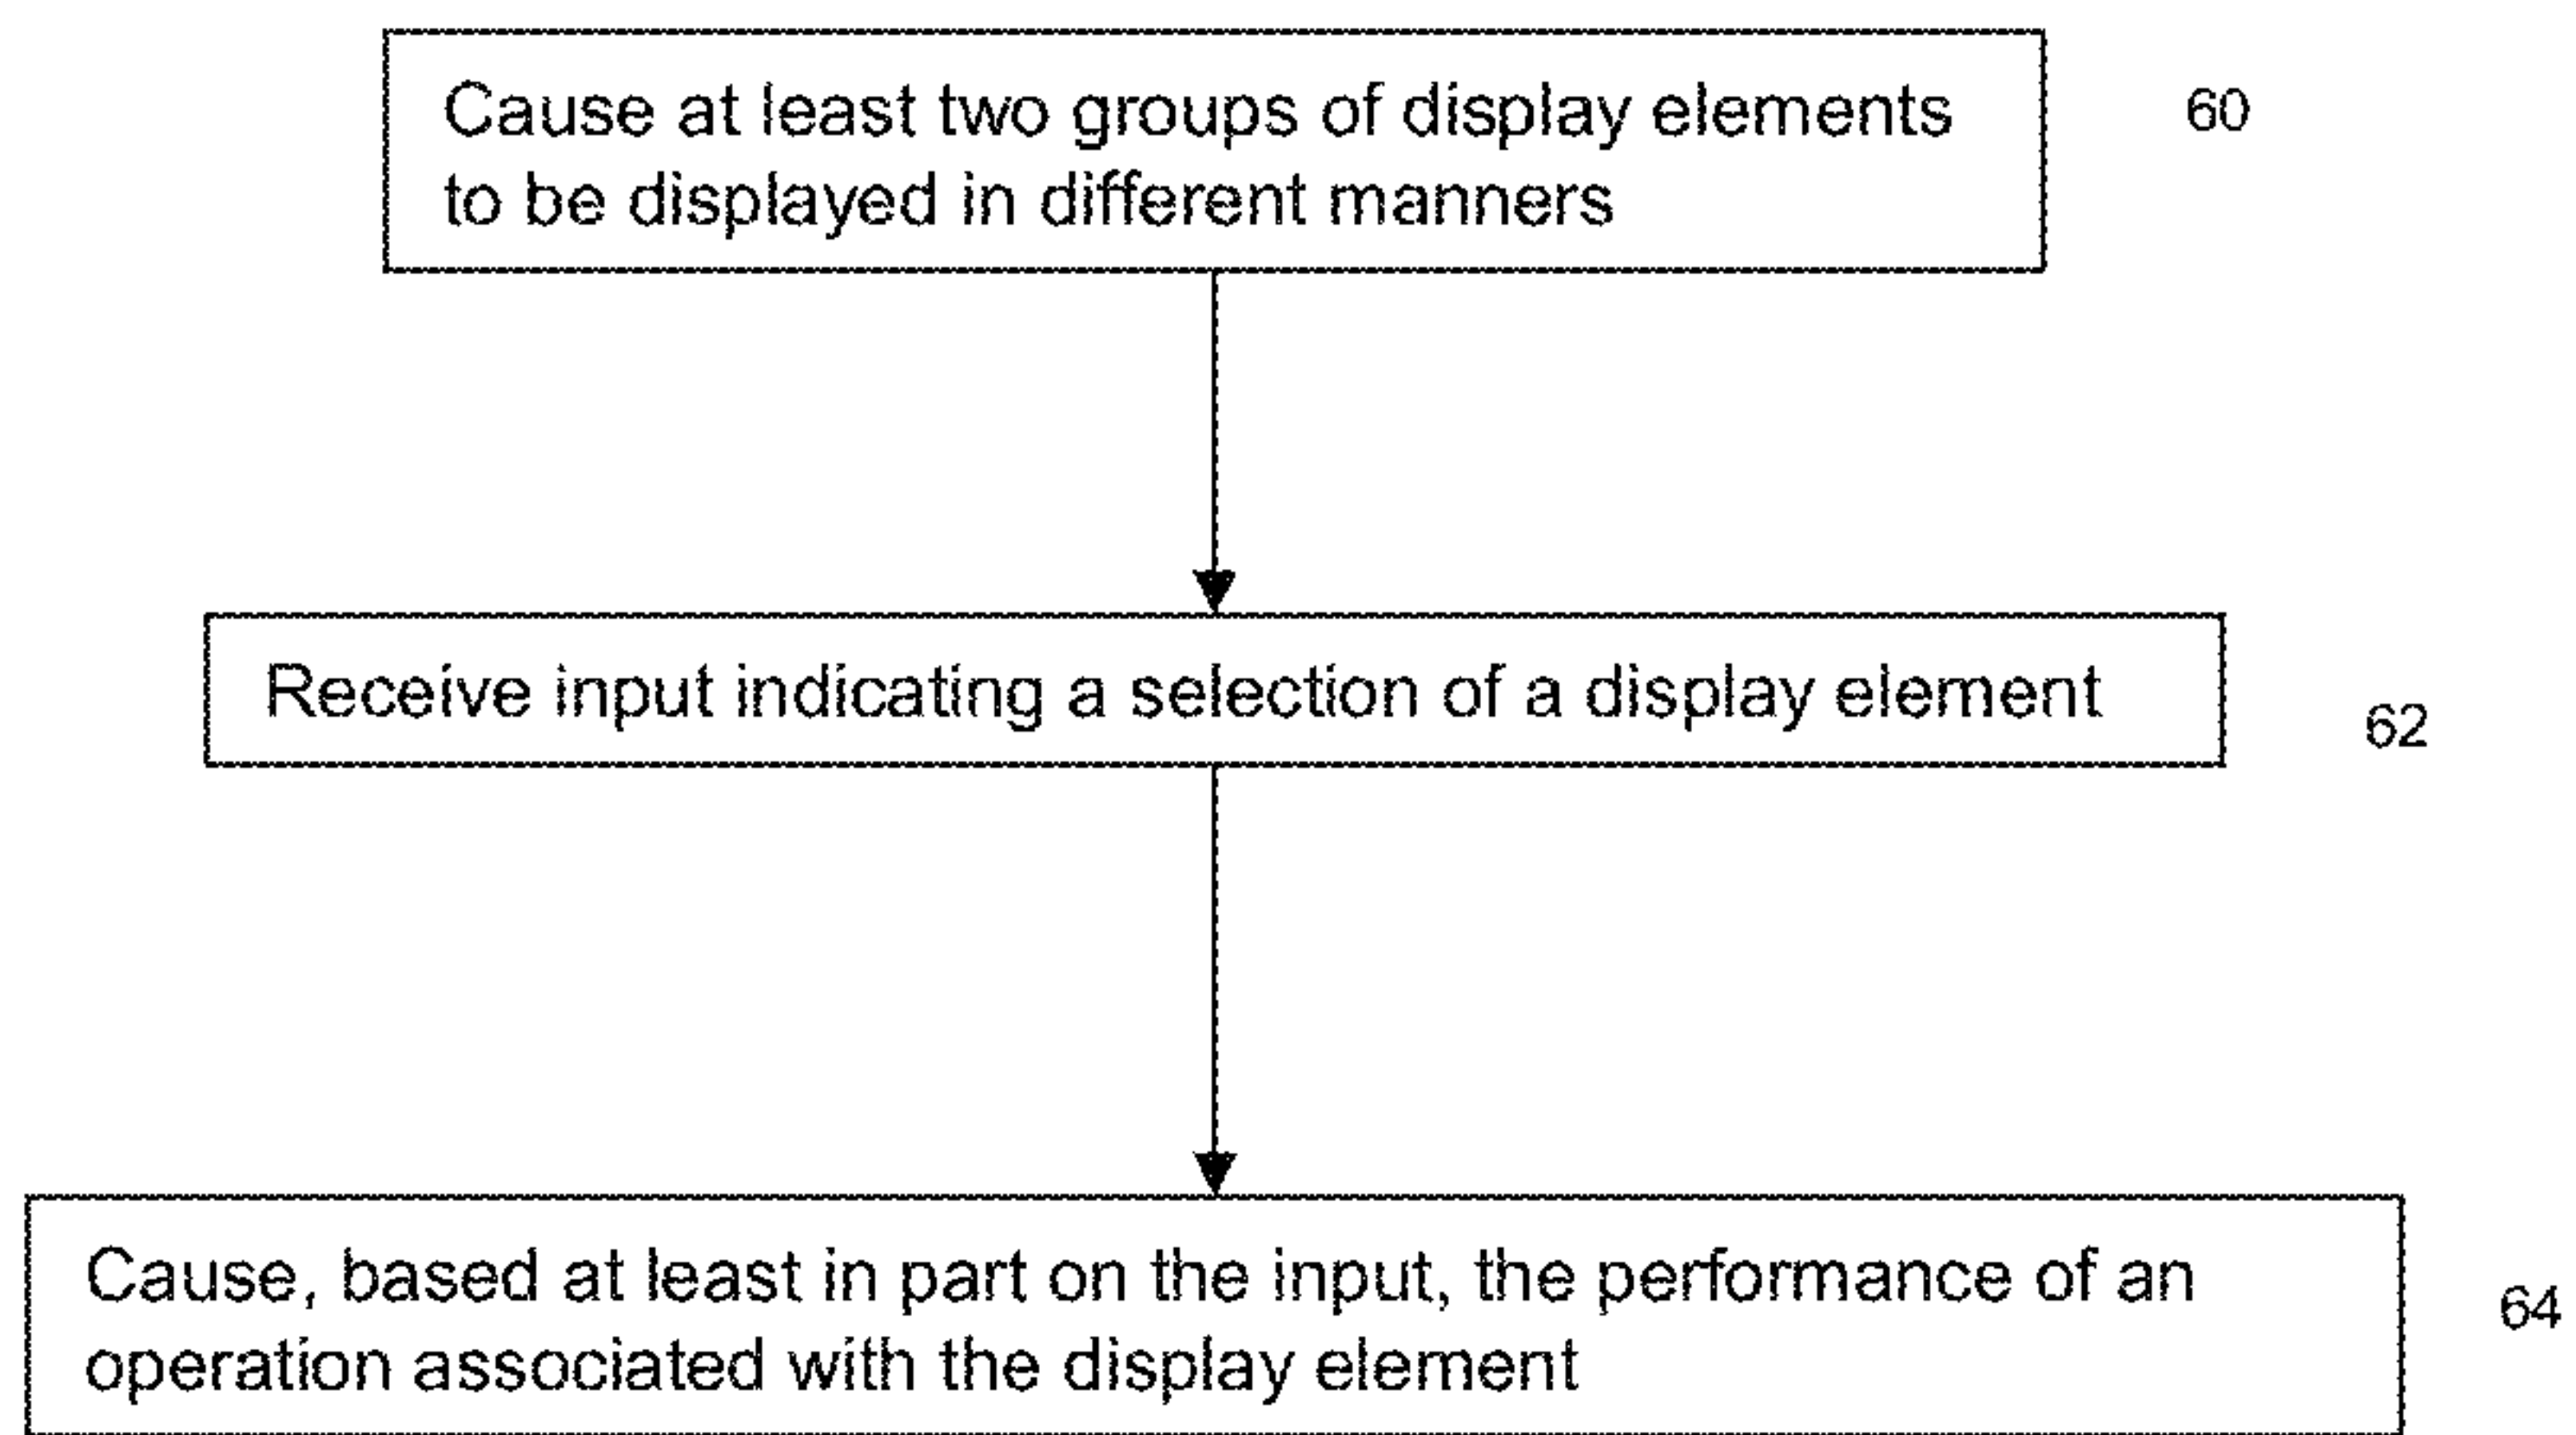 Cause at least two groups of display elements
to be displayed in different manners
60
Receive input indicating a selection of a display element
62
Cause, based at least in part on the input, the performance of an
operation associated with the display element
64